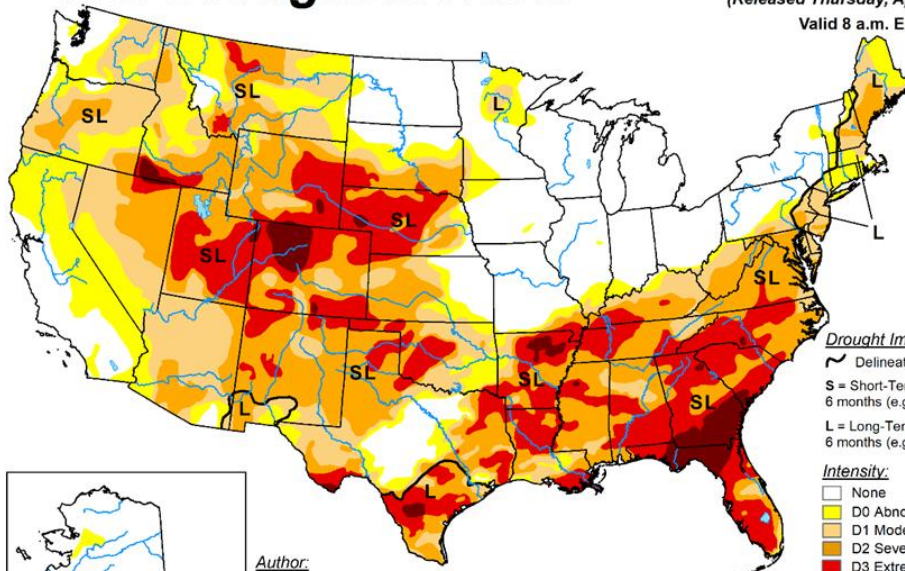 (Released Thursday, Ap
Valid 8 a.m. E
SL
SL
L
L
SL
SL
SL
L
SL
SL
SL
L
L
Drought Im
Delineat
S = Short-Ter
6 months (e.g
L = Long-Ter
6 months (e.g
Intensity:
None
D0 Abno
D1 Mode
D2 Seve
D3 Extre
Author: